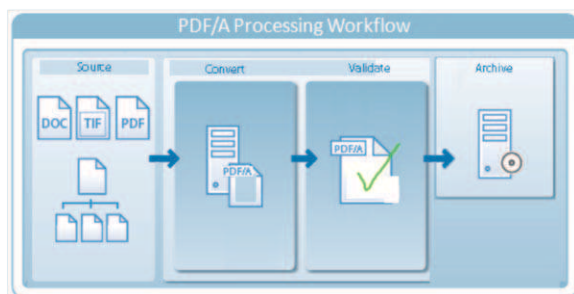 PDF/A Processing Workflow
Source
Convert
Validate
Archive
DOC
TIF
PDF
PDF/A
PDF/A